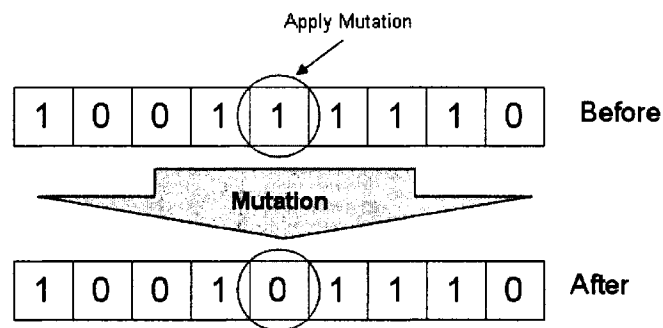 Apply Mutation
1 0 0 1 1 1 1 1 0 Before
Mutation
1 0 0 1 0 1 1 1 0 After